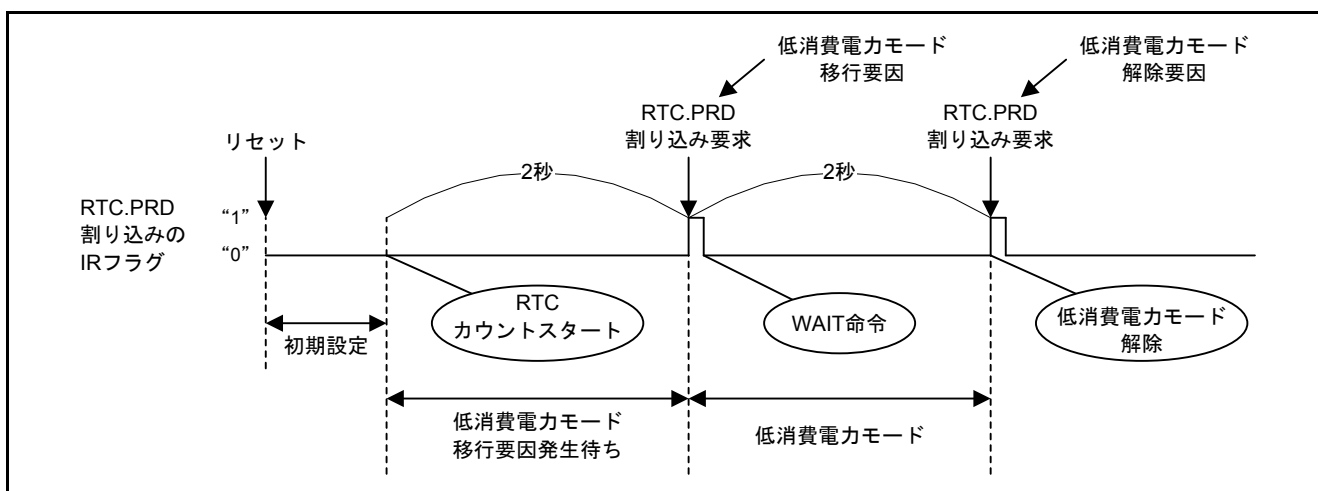 低消費電力モード
移行要因
低消費電力モード
解除要因
RTC.PRD
割り込み要求
RTC.PRD
割り込み要求
リセット
2秒
2秒
RTC.PRD
割り込みの
IRフラグ
“1”
“0”
RTC
カウントスタート
WAIT命令
低消費電力モード
解除
初期設定
低消費電力モード
移行要因発生待ち
低消費電力モード